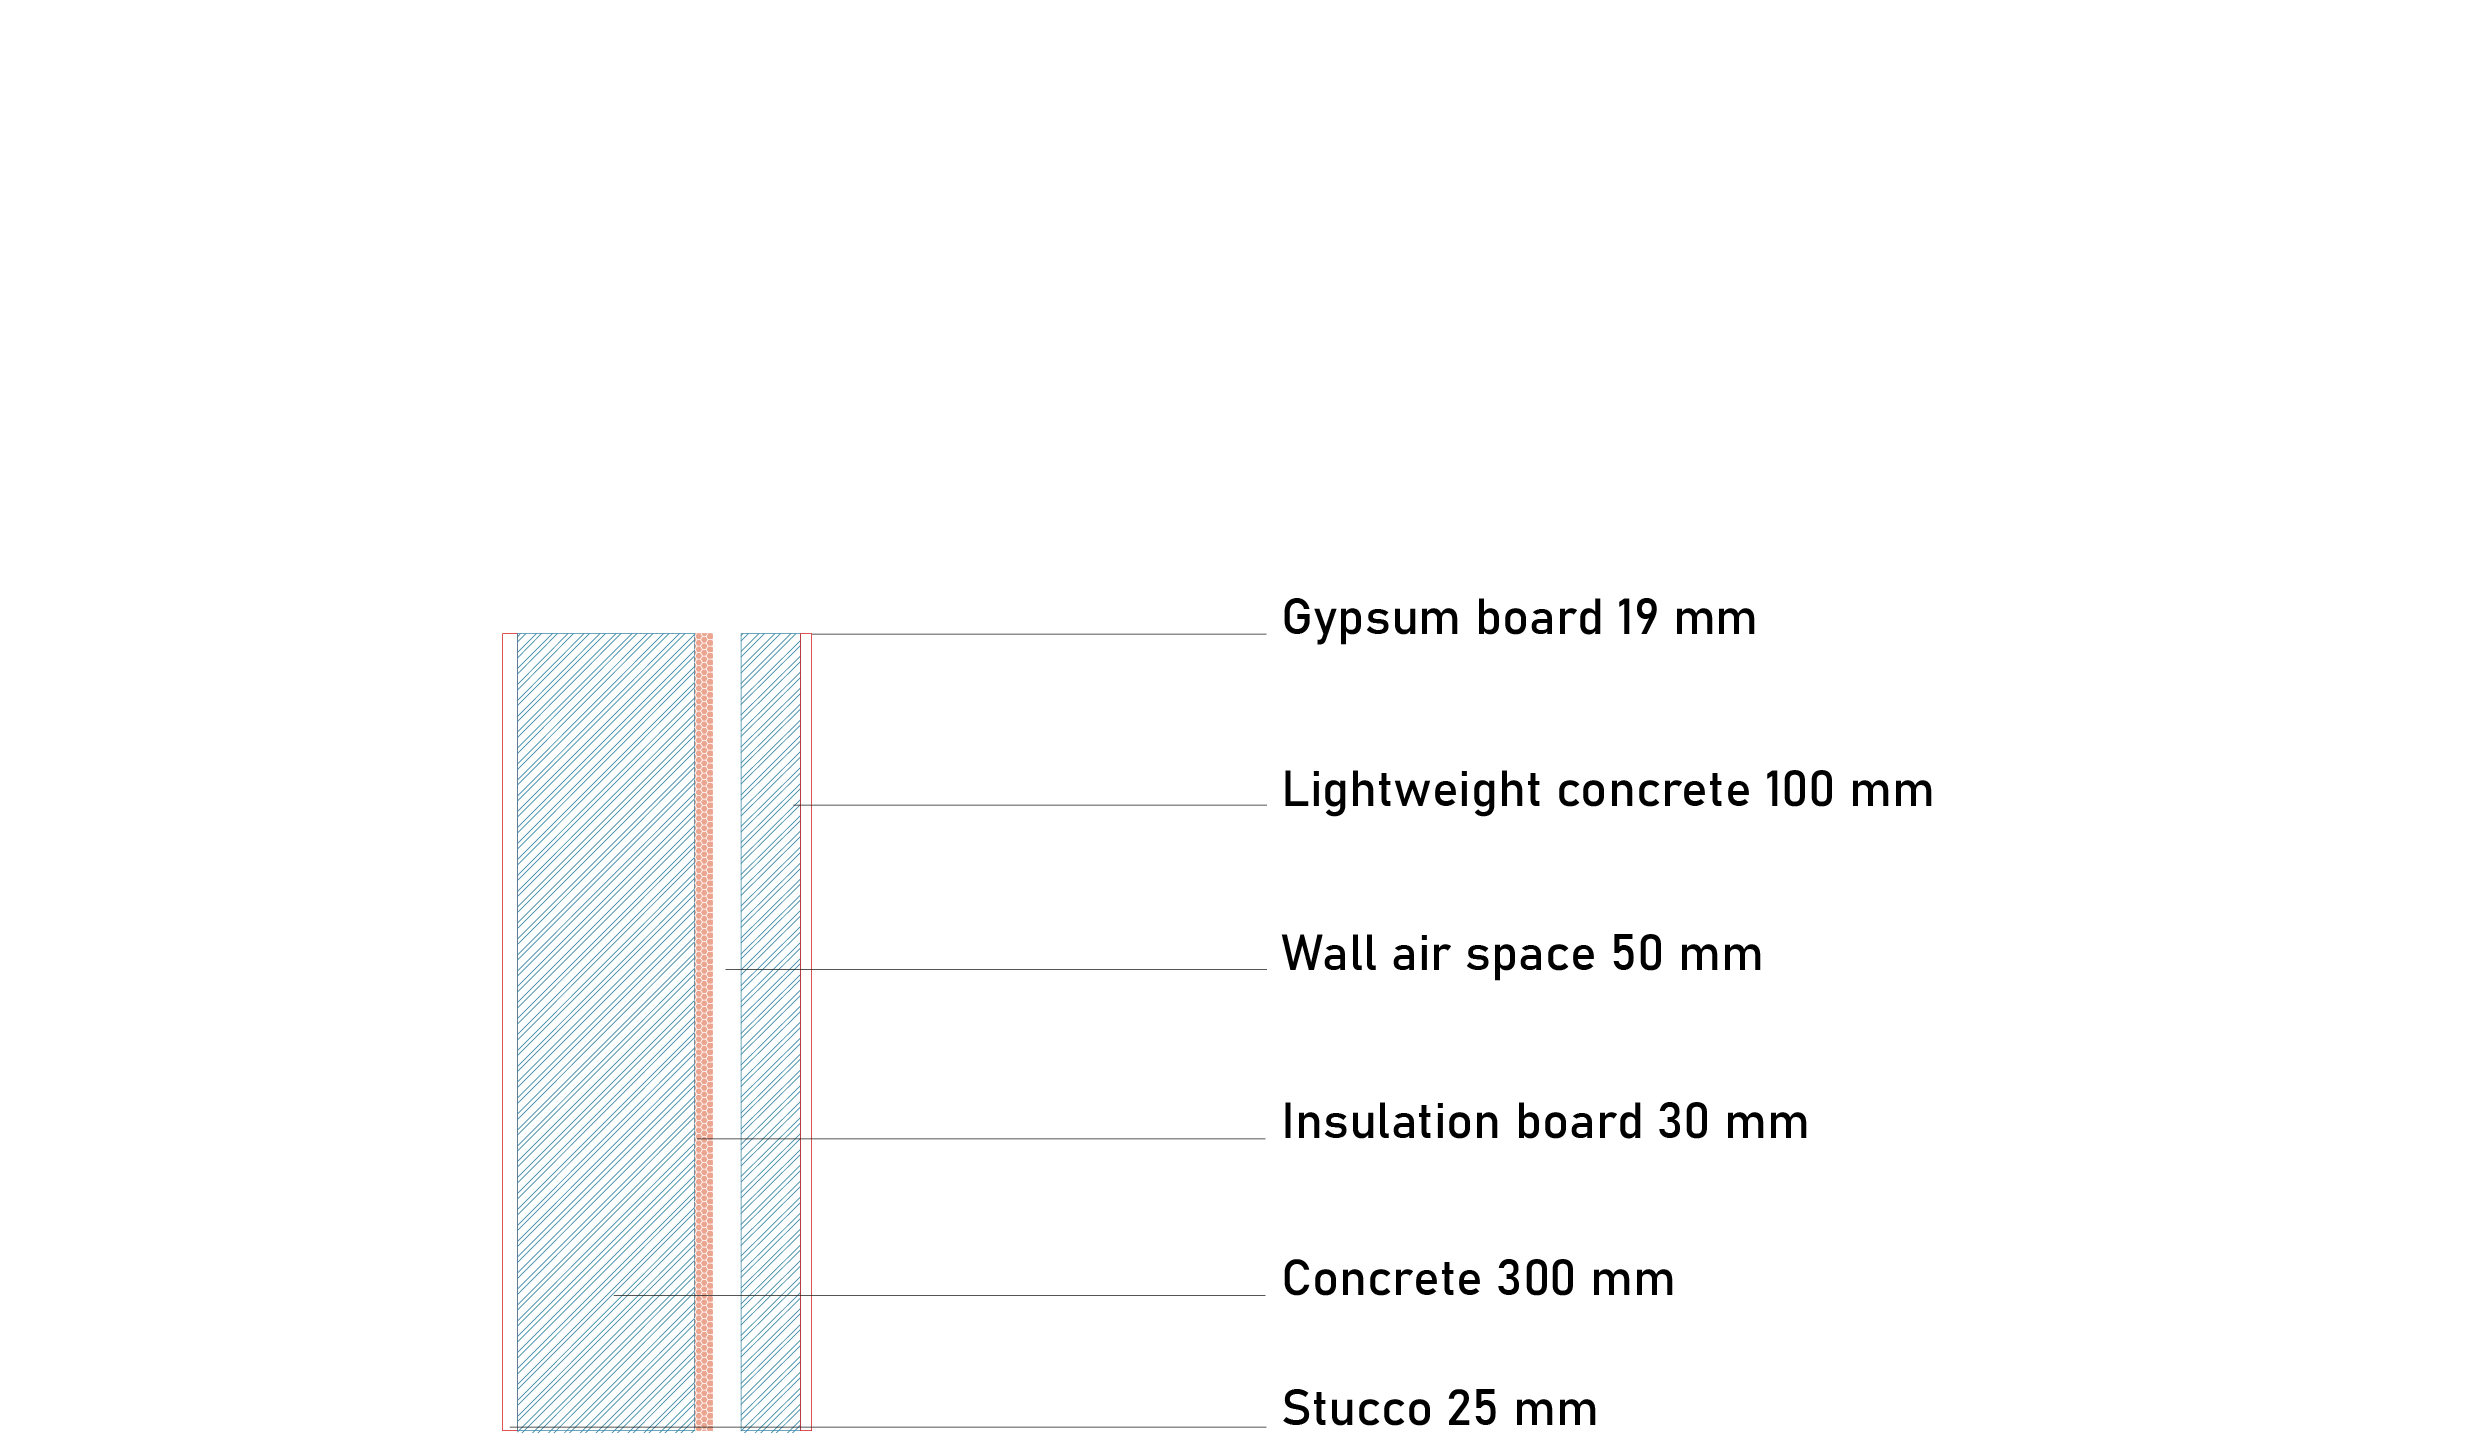 Gypsum board 19 mm
Lightweight concrete 100 mm
Wall air space 50 mm
Insulation board 30 mm
Concrete 300 mm
Stucco 25 mm